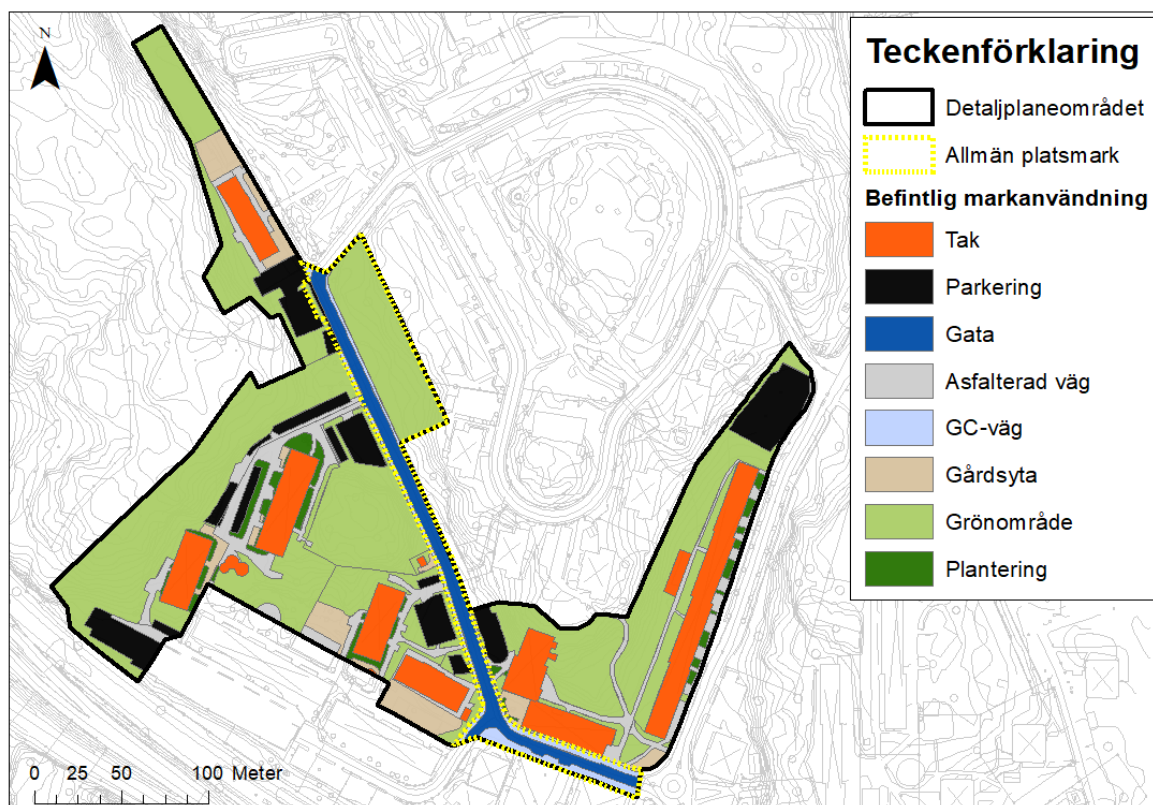 N
Teckenförklaring
Detaljplaneområdet
Allmän platsmark
Befintlig markanvändning
Tak
Parkering
Gata
Asfalterad väg
GC-väg
Gårdsyta
Grönområde
Plantering
0 25 50 100 Meter